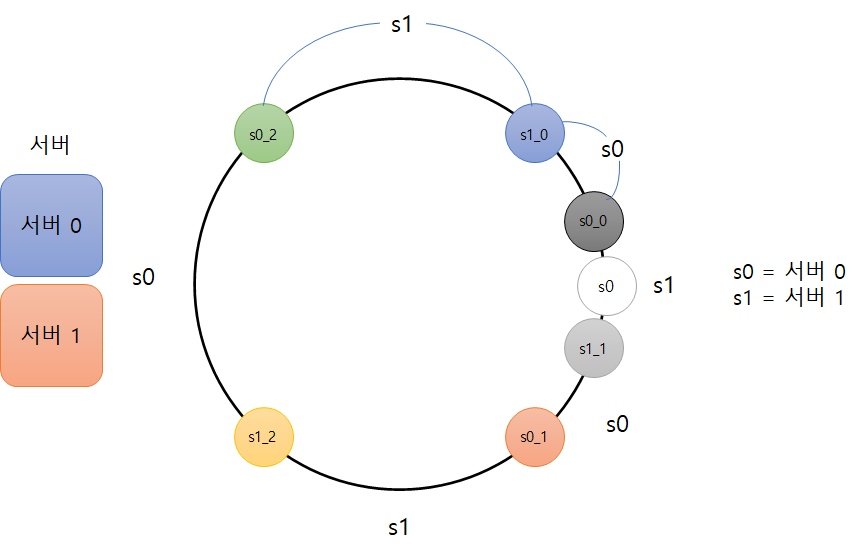 s1
s0_2
s1_0
서버
s0
s0_0
서버 0
s0
s0
s1
s0 = 서버 0
s1 = 서버 1
서버 1
s1_1
s0
s1_2
s0_1
s1